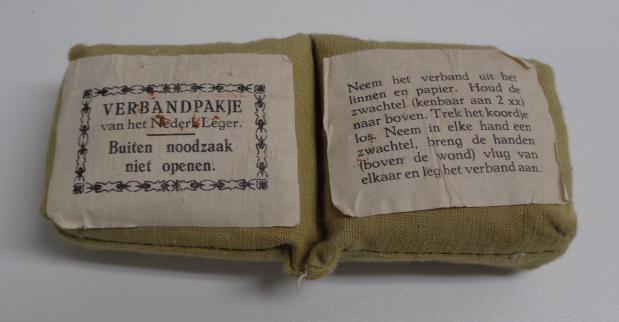 VERBANDPAKJE
van het Nederl. Leger.
Buiten noodzaak
niet openen.
Neem het verband uit het
linnen en papier. Houd de
zwachtel (kenbaar aan 2 xx)
naar boven. Trek het koordje
los. Neem in elke hand een
zwachtel, breng de handen
(boven de wond) vlug van
elkaar en leg het verband aan.